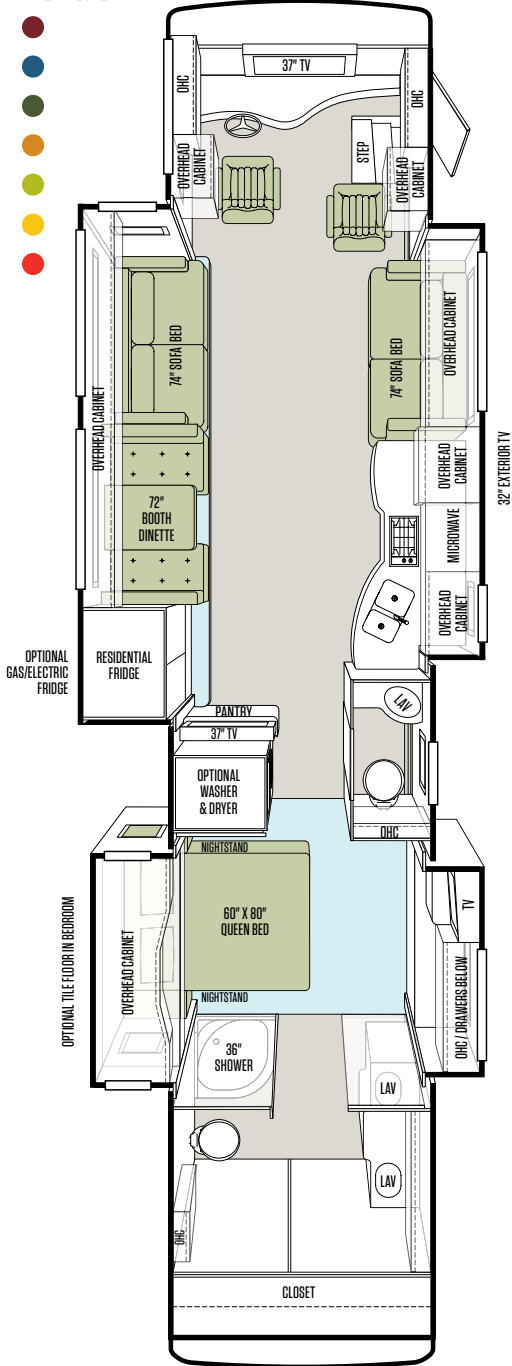 37" TV
OHC
OHC
STEP
OVERHEAD
CABINET
OVERHEAD
CABINET
OVERHEAD CABINET
74" SOFA BED
74" SOFA BED
OVERHEAD CABINET
72"
BOOTH
DINETTE
OVERHEAD
CABINET
MICROWAVE
OVERHEAD
CABINET
32" EXTERIOR TV
OPTIONAL
GAS/ELECTRIC
FRIDGE
RESIDENTIAL
FRIDGE
LAV
PANTRY
37" TV
OPTIONAL
WASHER
& DRYER
OHC
NIGHTSTAND
60" X 80"
QUEEN BED
NIGHTSTAND
OVERHEAD CABINET
OPTIONAL TILE FLOOR IN BEDROOM
TV
OHC / DRAWERS BELOW
36"
SHOWER
LAV
LAV
OHC
CLOSET